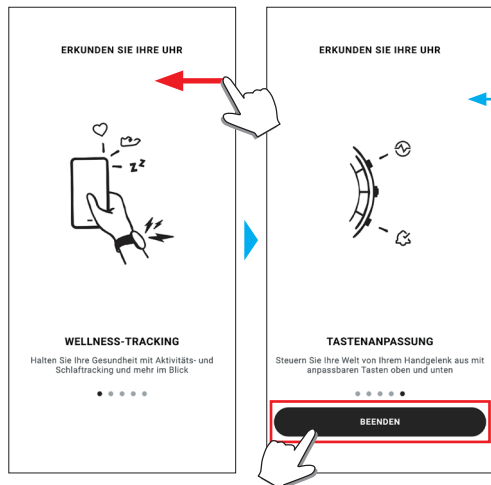 ERKUNDEN SIE IHRE UHR
zzz
WELLNESS-TRACKING
Halten Sie Ihre Gesundheit mit Aktivitäts- und
Schlaftracking und mehr im Blick
ERKUNDEN SIE IHRE UHR
TASTENANPASSUNG
Steuern Sie Ihre Welt von Ihrem Handgelenk aus mit
anpassbaren Tasten oben und unten
BEENDEN